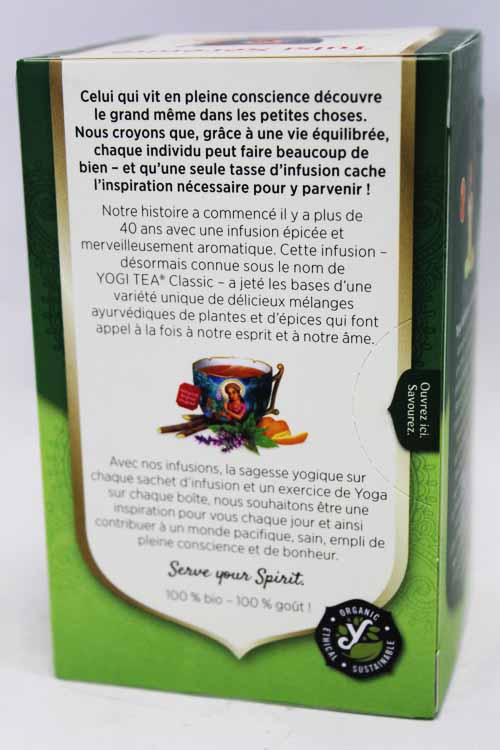 Celui qui vit en pleine conscience découvre
le grand même dans les petites choses.
Nous croyons que, grâce à une vie équilibrée,
chaque individu peut faire beaucoup de
bien – et qu'une seule tasse d'infusion cache
l'inspiration nécessaire pour y parvenir !
Notre histoire a commencé il y a plus de
40 ans avec une infusion épicée et
merveilleusement aromatique. Cette infusion –
désormais connue sous le nom de
YOGI TEA® Classic – a jeté les bases d'une
variété unique de délicieux mélanges
ayurvédiques de plantes et d'épices qui font
appel à la fois à notre esprit et à notre âme.
Ouvrez ici.
Savourez.
Avec nos infusions, la sagesse yogique sur
chaque sachet d'infusion et un exercice de Yoga
sur chaque boîte, nous souhaitons être une
inspiration pour vous chaque jour et ainsi
contribuer à un monde pacifique, sain, empli de
pleine conscience et de bonheur.
Serve your Spirit.
100 % bio – 100 % goût !
ORGANIC
ETHICAL
SUSTAINABLE